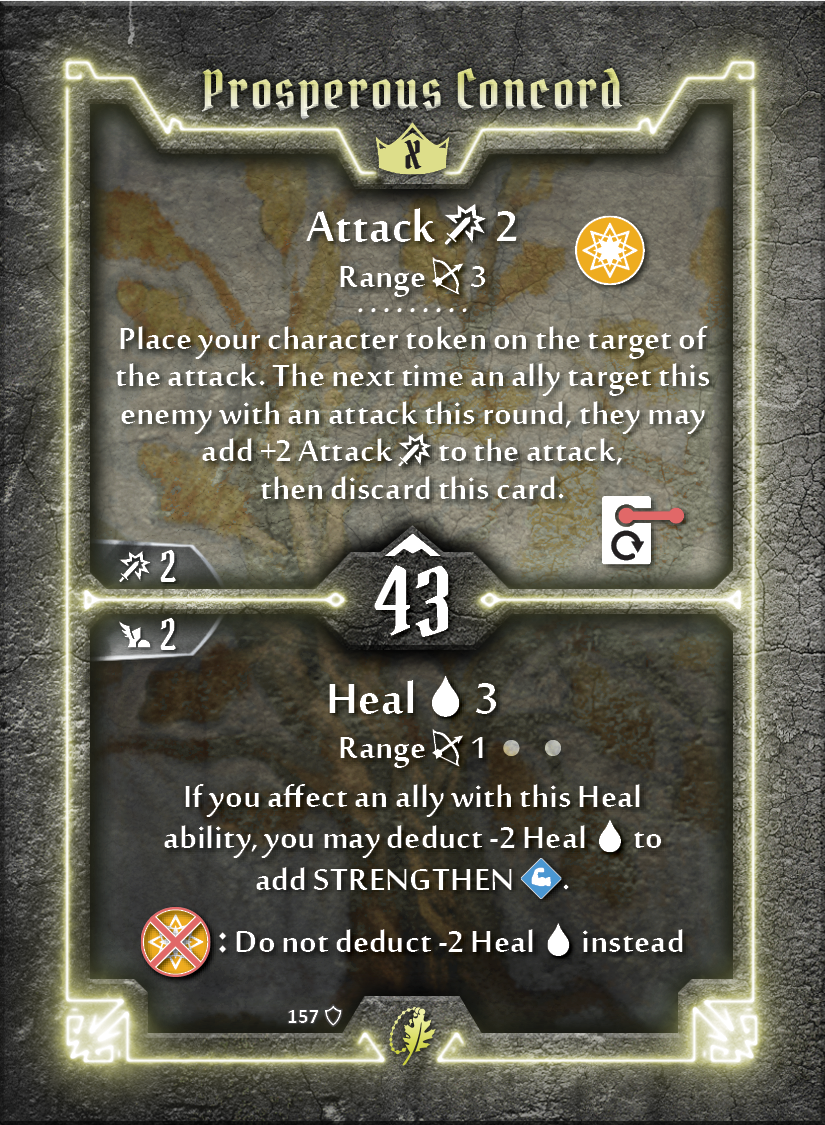 Prosperous Concord
X
Attack 2
Range 3
Place your character token on the target of
the attack. The next time an ally target this
enemy with an attack this round, they may
add +2 Attack to the attack,
then discard this card.
2
43
2
Heal 3
Range 1
If you affect an ally with this Heal
ability, you may deduct -2 Heal to
add STRENGTHEN .
: Do not deduct -2 Heal instead
157